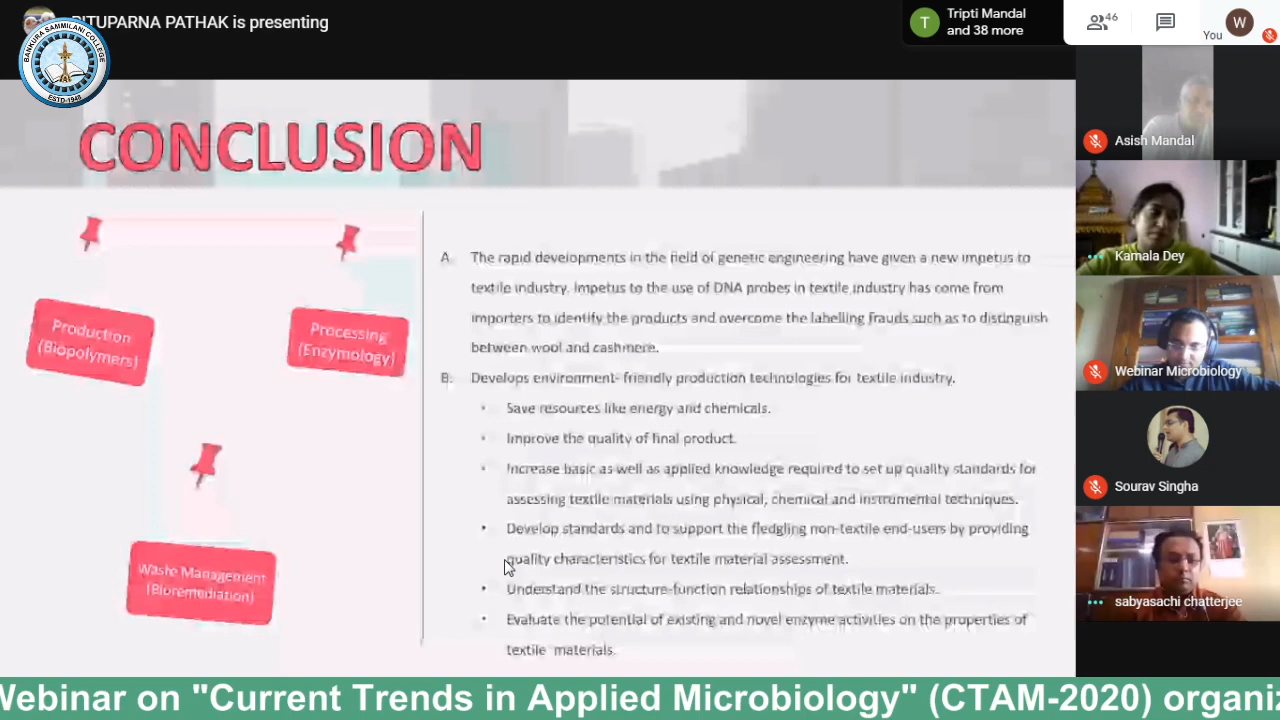 RITUPARNA PATHAK is presenting
BANKURA SAMMILANI COLLEGE
ESTD-1948
T
Tripti Mandal
and 38 more
46
You
W
CONCLUSION
Production
(Biopolymers)
Processing
(Enzymology)
Waste Management
(Bioremediation)
A. The rapid developments in the field of genetic engineering have given a new impetus to
textile industry. Impetus to the use of DNA probes in textile industry has come from
importers to identify the products and overcome the labelling frauds such as to distinguish
between wool and cashmere.
B. Develops environment- friendly production technologies for textile industry.
• Save resources like energy and chemicals.
• Improve the quality of final product.
• Increase basic as well as applied knowledge required to set up quality standards for
assessing textile materials using physical, chemical and instrumental techniques.
• Develop standards and to support the fledgling non-textile end-users by providing
quality characteristics for textile material assessment.
• Understand the structure-function relationships of textile materials.
• Evaluate the potential of existing and novel enzyme activities on the properties of
textile materials.
Asish Mandal
Kamala Dey
Webinar Microbiology
Sourav Singha
sabyasachi chatterjee
Webinar on "Current Trends in Applied Microbiology" (CTAM-2020) organiz